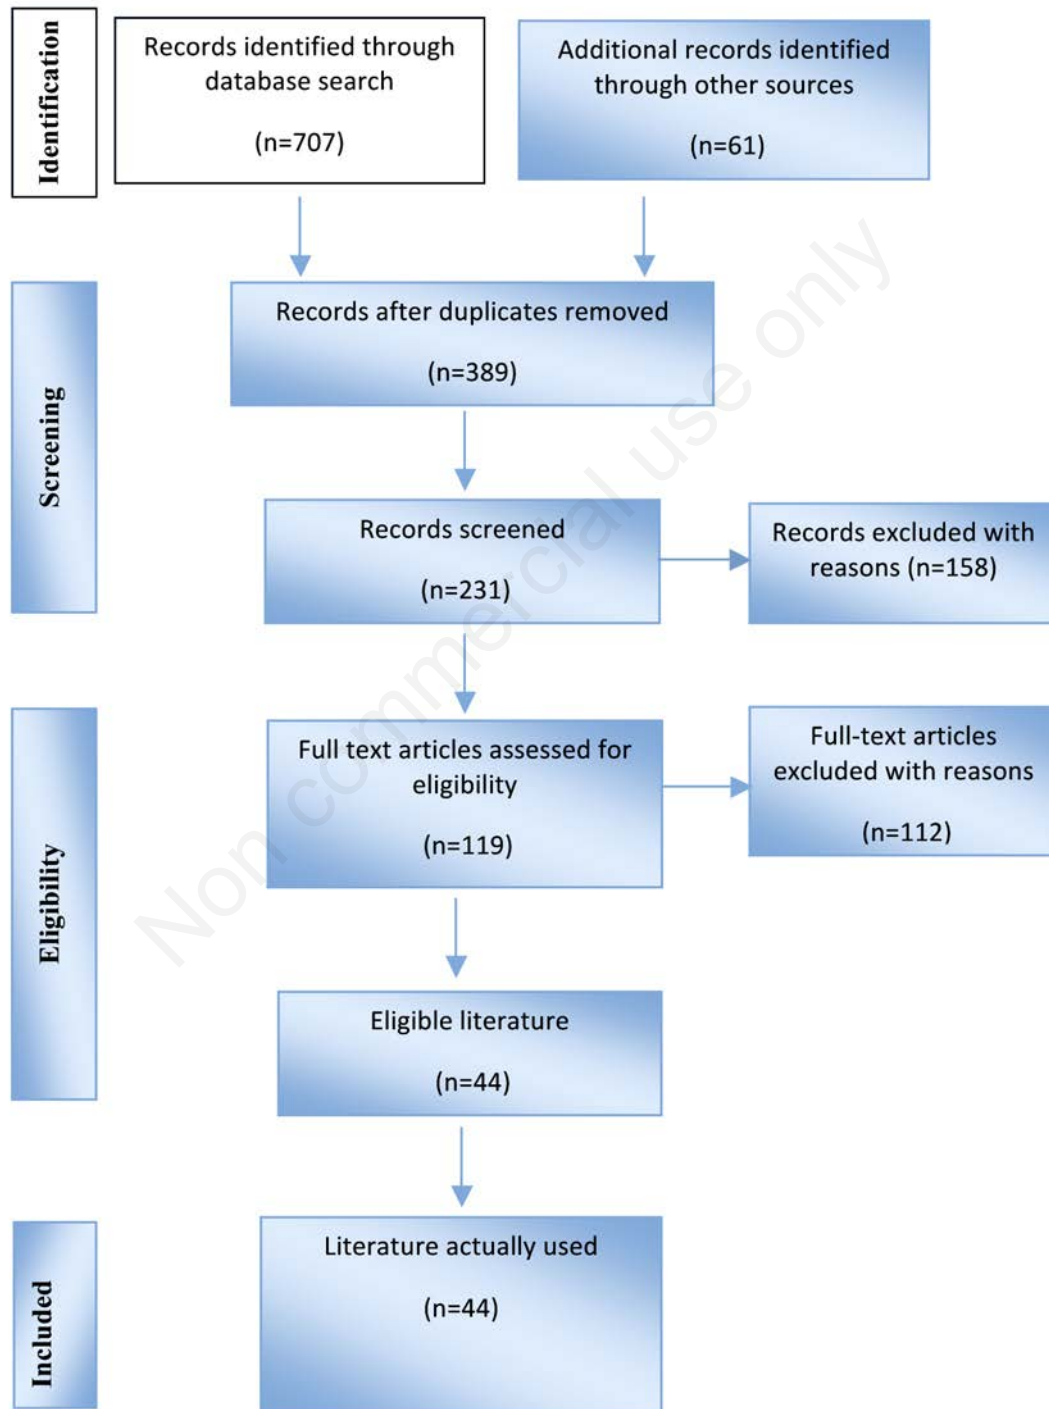 Identification
Records identified through
database search
(n=707)
Additional records identified
through other sources
(n=61)
Screening
Records after duplicates removed
(n=389)
Records screened
(n=231)
Records excluded with
reasons (n=158)
Eligibility
Full text articles assessed for
eligibility
(n=119)
Full-text articles
excluded with reasons
(n=112)
Eligible literature
(n=44)
Included
Literature actually used
(n=44)
Non commercial use only